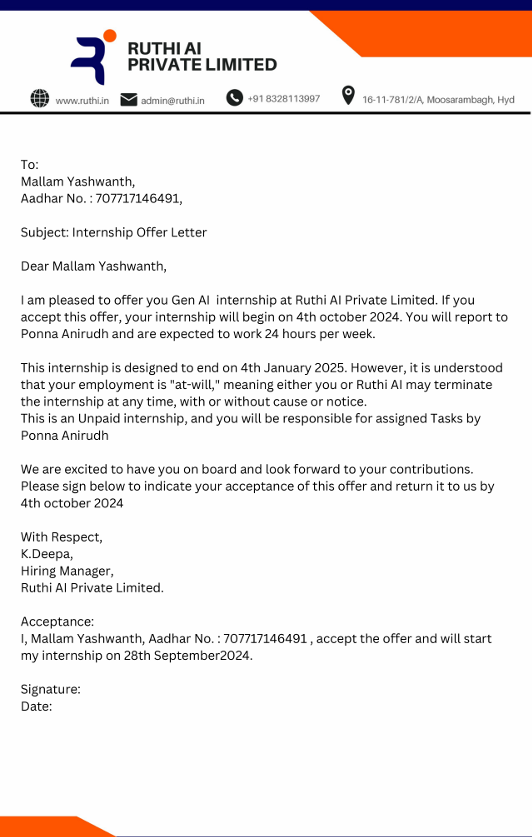 RUTHI AI
PRIVATE LIMITED
www.ruthi.in admin@ruthi.in +91 8328113997 16-11-781/2/A, Moosarambagh, Hyd
To:
Mallam Yashwanth,
Aadhar No. : 707717146491,
Subject: Internship Offer Letter
Dear Mallam Yashwanth,
I am pleased to offer you Gen AI  internship at Ruthi AI Private Limited. If you
accept this offer, your internship will begin on 4th october 2024. You will report to
Ponna Anirudh and are expected to work 24 hours per week.
This internship is designed to end on 4th January 2025. However, it is understood
that your employment is "at-will," meaning either you or Ruthi AI may terminate
the internship at any time, with or without cause or notice.
This is an Unpaid internship, and you will be responsible for assigned Tasks by
Ponna Anirudh
We are excited to have you on board and look forward to your contributions.
Please sign below to indicate your acceptance of this offer and return it to us by
4th october 2024
With Respect,
K.Deepa,
Hiring Manager,
Ruthi AI Private Limited.
Acceptance:
I, Mallam Yashwanth, Aadhar No. : 707717146491 , accept the offer and will start
my internship on 28th September2024.
Signature:
Date: